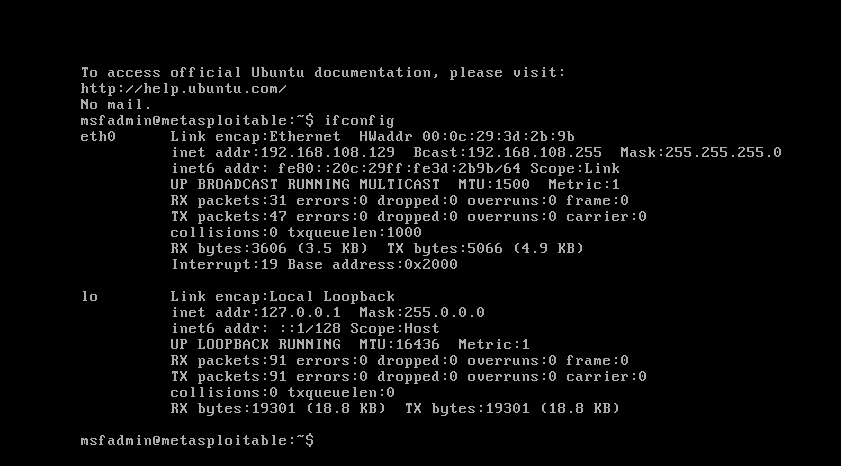 To access official Ubuntu documentation, please visit:
http://help.ubuntu.com/
No mail.
msfadmin@metasploitable:~$ ifconfig
eth0      Link encap:Ethernet  HWaddr 00:0c:29:3d:2b:9b
          inet addr:192.168.108.129  Bcast:192.168.108.255  Mask:255.255.255.0
          inet6 addr: fe80::20c:29ff:fe3d:2b9b/64 Scope:Link
          UP BROADCAST RUNNING MULTICAST  MTU:1500  Metric:1
          RX packets:31 errors:0 dropped:0 overruns:0 frame:0
          TX packets:47 errors:0 dropped:0 overruns:0 carrier:0
          collisions:0 txqueuelen:1000
          RX bytes:3606 (3.5 KB)  TX bytes:5066 (4.9 KB)
          Interrupt:19 Base address:0x2000
lo        Link encap:Local Loopback
          inet addr:127.0.0.1  Mask:255.0.0.0
          inet6 addr: ::1/128 Scope:Host
          UP LOOPBACK RUNNING  MTU:16436  Metric:1
          RX packets:91 errors:0 dropped:0 overruns:0 frame:0
          TX packets:91 errors:0 dropped:0 overruns:0 carrier:0
          collisions:0 txqueuelen:0
          RX bytes:19301 (18.8 KB)  TX bytes:19301 (18.8 KB)
msfadmin@metasploitable:~$